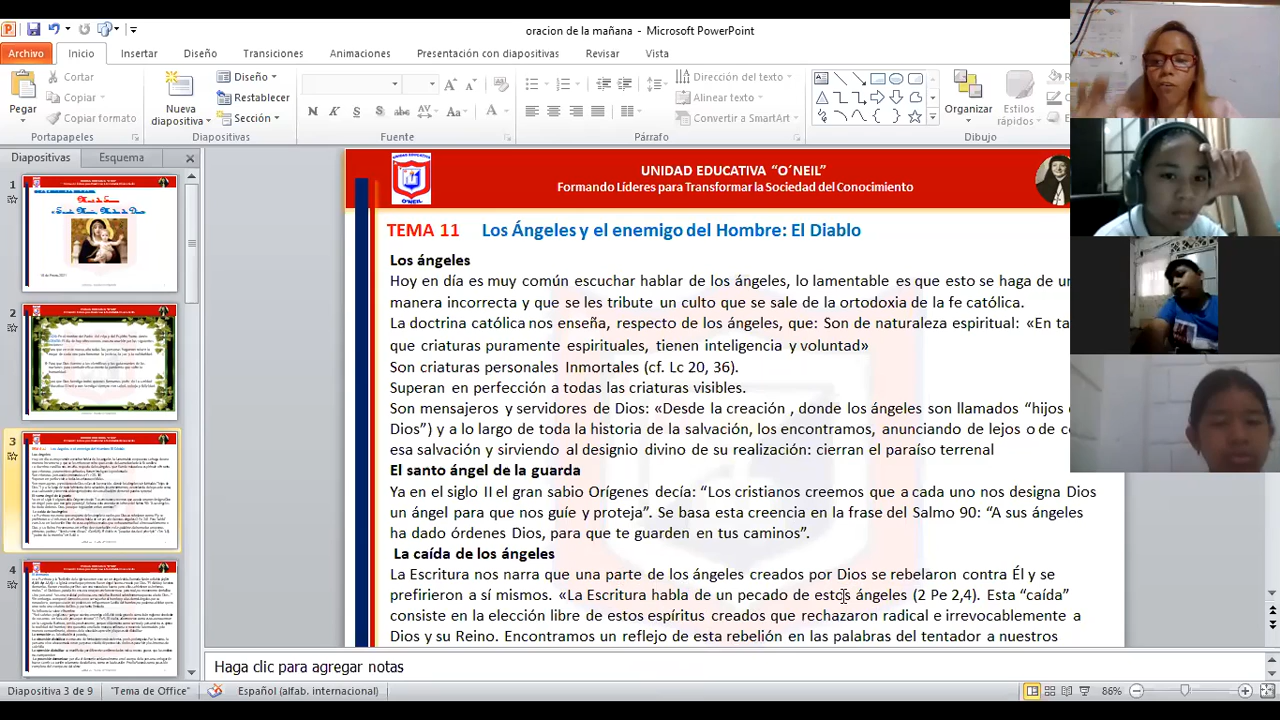 oracion de la mañana - Microsoft PowerPoint
Archivo Inicio Insertar Diseño Transiciones Animaciones Presentación con diapositivas Revisar Vista
Pegar
Cortar
Copiar
Copiar formato
Portapapeles
Nueva
diapositiva
Diseño
Restablecer
Sección
Diapositivas
N K S S abc AV Aa A
Fuente
Párrafo
Dirección del texto
Alinear texto
Convertir a SmartArt
Organizar
Estilos
rápidos
Dibujo
Diapositivas Esquema
1
2
3
4
UNIDAD EDUCATIVA “O´NEIL”
Formando Líderes para Transformar la Sociedad del Conocimiento
TEMA 11 Los Ángeles y el enemigo del Hombre: El Diablo
Los ángeles
Hoy en día es muy común escuchar hablar de los ángeles, lo lamentable es que esto se haga de
manera incorrecta o se les tribute un culto que se sale de la ortodoxia de la fe católica.
La doctrina católica nos enseña, respecto de los ángeles, que son de naturaleza espiritual: «En
que criaturas puramente espirituales, tienen inteligencia y voluntad»
Son criaturas personales inmortales (cf. Lc 20, 36).
Superan en perfección a todas las criaturas visibles.
Son mensajeros y servidores de Dios: «Desde la creación (donde los ángeles son llamados “hijos
Dios”) y a lo largo de toda la historia de la salvación, los encontramos, anunciando de lejos o de
esa salvación y sirviendo al designio divino de su realización: cierran el paraíso terrenal
El santo ángel de la guarda
Ya en el siglo II el gran sabio Orígenes decía: “Los cristianos creemos que a cada uno nos designa Dios
un ángel para que nos guíe y proteja”. Se basa esta creencia en la frase del Salmo 90: “A sus ángeles
ha dado órdenes Dios, para que te guarden en tus caminos”.
La caída de los ángeles
La Escritura nos enseña que parte de los ángeles creados por Dios se rebelaron contra Él y se
prefirieron a sí mismos: «La Escritura habla de un pecado de estos ángeles (2 P 2, 4). Esta “caída”
consiste en la elección libre de estos espíritus creados que rechazaron radical e irrevocablemente a
Dios y su Reino. Encontramos un reflejo de esta rebelión en las palabras del tentador a nuestros
Haga clic para agregar notas
Diapositiva 3 de 9 "Tema de Office" Español (alfab. internacional) 86%